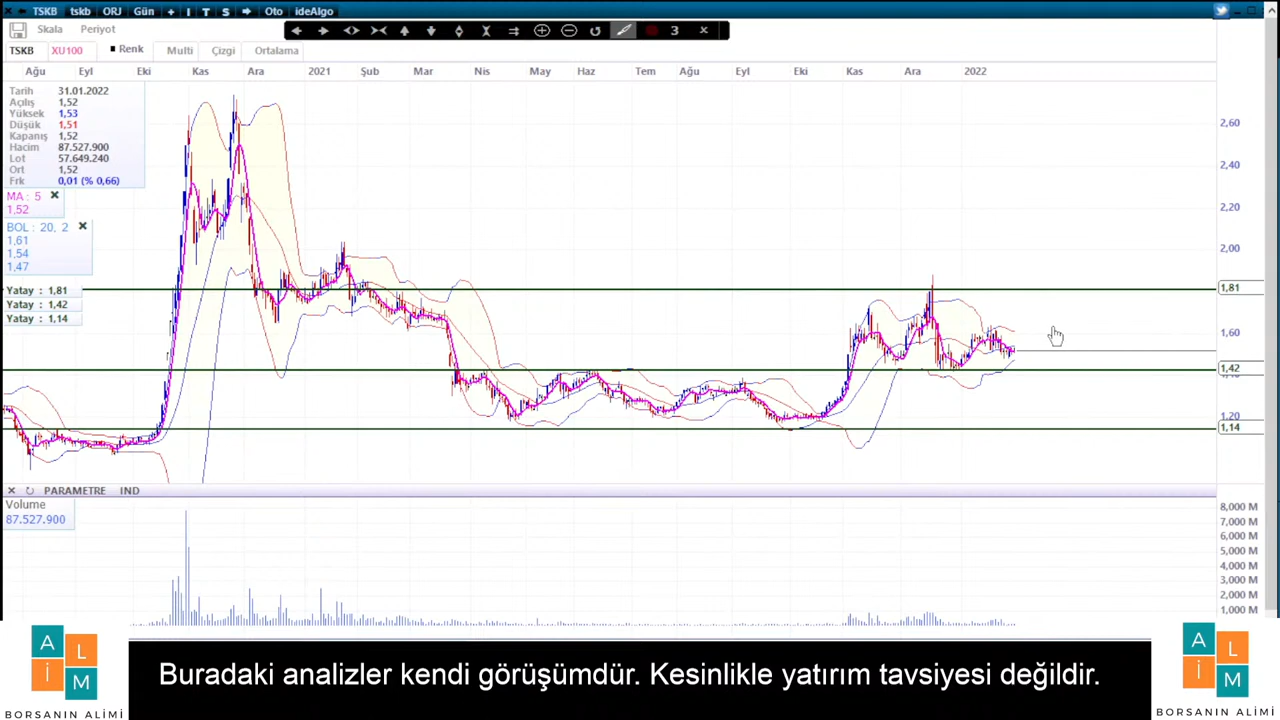 TSKB tskb ORJ Gün + I T S Oto ideAlgo
Skala Periyot
3 x
TSKB XU100 Renk Multi Çizgi Ortalama
Ağu Eyl Eki Kas Ara 2021 Şub Mar Nis May Haz Tem Ağu Eyl Eki Kas Ara 2022
Tarih 31.01.2022
Açılış 1,52
Yüksek 1,53
Düşük 1,51
Kapanış 1,52
Hacim 87.527.900
Lot 57.649.240
Ort 1,52
Frk 0,01 (% 0,66)
MA : 5
1,52
BOL : 20, 2
1,61
1,54
1,47
Yatay : 1,81
Yatay : 1,42
Yatay : 1,14
2,60
2,40
2,20
2,00
1,81
1,60
1,42
1,20
1,14
PARAMETRE IND
Volume
87.527.900
8,000 M
7,000 M
6,000 M
5,000 M
4,000 M
3,000 M
2,000 M
1,000 M
A L İ M
BORSANIN ALİMİ
Buradaki analizler kendi görüşümdür. Kesinlikle yatırım tavsiyesi değildir.
A L İ M
BORSANIN ALİMİ